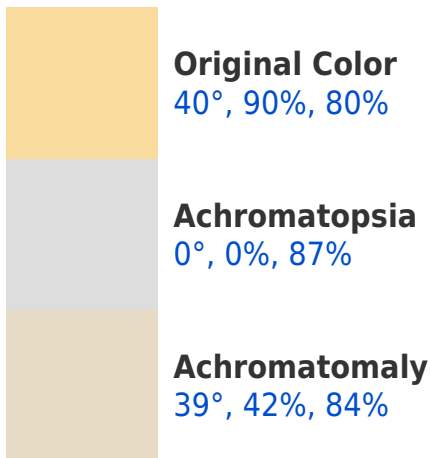 Original Color
40°, 90%, 80%
Achromatopsia
0°, 0%, 87%
Achromatomaly
39°, 42%, 84%